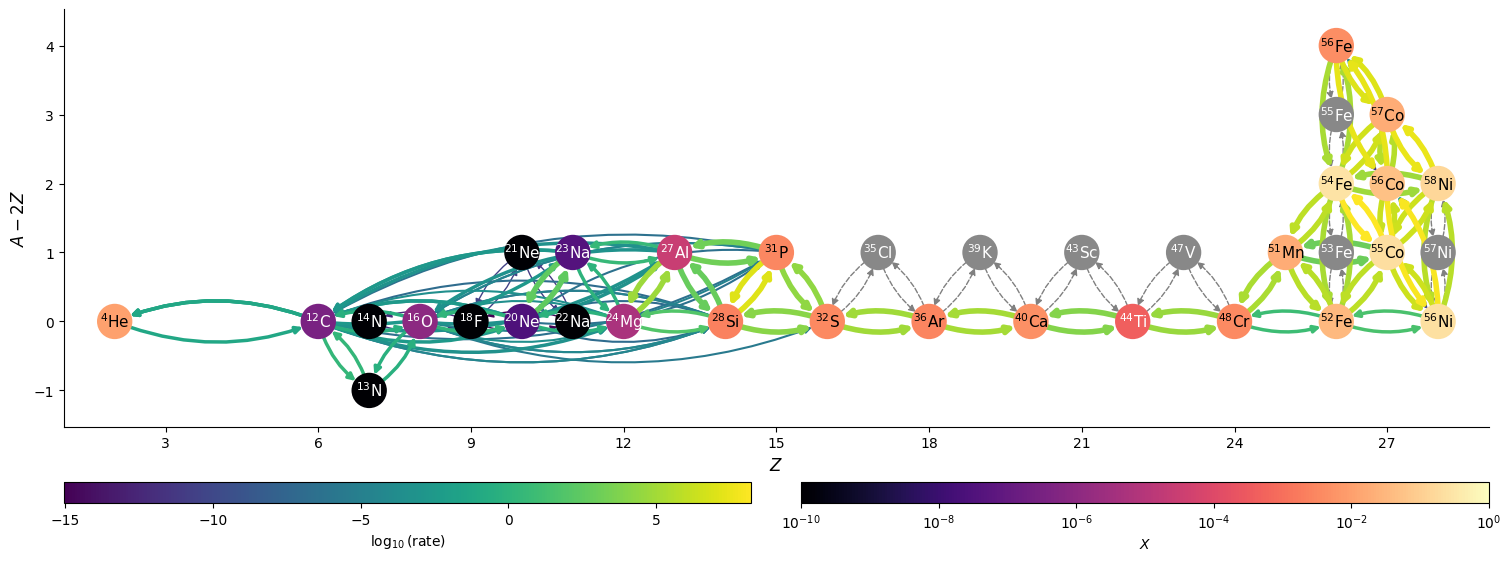 4
3
2
1
0
−1
A − 2Z
⁵⁶Fe
⁵⁵Fe ⁵⁷Co
⁵⁴Fe ⁵⁶Co ⁵⁸Ni
²¹Ne ²³Na ²⁷Al ³¹P ³⁵Cl ³⁹K ⁴³Sc ⁴⁷V ⁵¹Mn ⁵³Fe ⁵⁵Co ⁵⁷Ni
⁴He ¹²C ¹⁴N ¹⁶O ¹⁸F ²⁰Ne ²²Na ²⁴Mg ²⁸Si ³²S ³⁶Ar ⁴⁰Ca ⁴⁴Ti ⁴⁸Cr ⁵²Fe ⁵⁶Ni
¹³N
3 6 9 12 15 18 21 24 27
Z
−15 −10 −5 0 5
log₁₀(rate)
10⁻¹⁰ 10⁻⁸ 10⁻⁶ 10⁻⁴ 10⁻² 10⁰
X